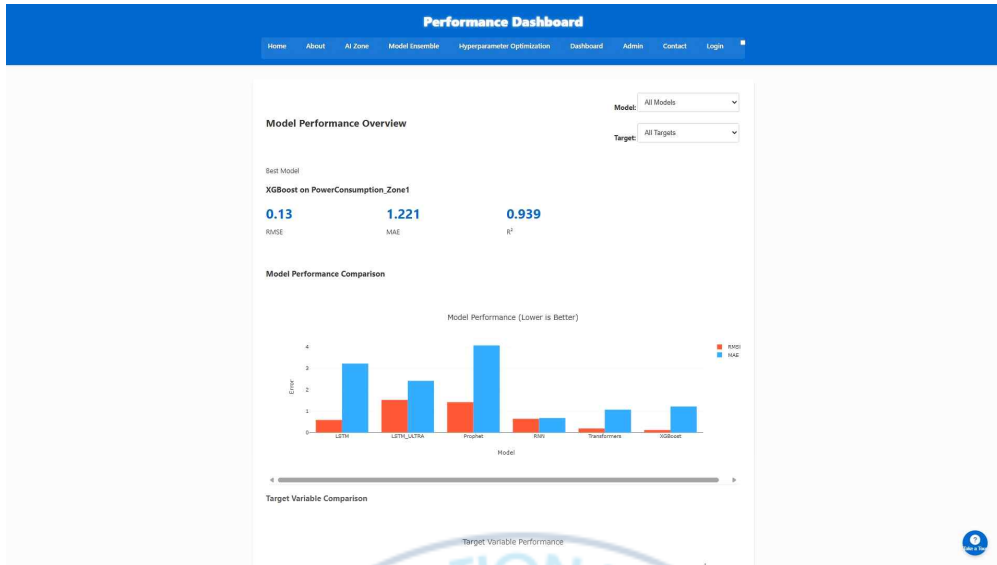 Performance Dashboard
Home About AI Zone Model Ensemble Hyperparameter Optimization Dashboard Admin Contact Login
Model Performance Overview
Model: All Models
Target: All Targets
Best Model
XGBoost on PowerConsumption_Zone1
0.13 1.221 0.939
RMSE MAE R²
Model Performance Comparison
Model Performance (Lower is Better)
4
3
2
1
0
Error
RMSE
MAE
LSTM LSTM_ULTRA Prophet RNN Transformers XGBoost
Model
Target Variable Comparison
Target Variable Performance
TION
?
Take a Tour